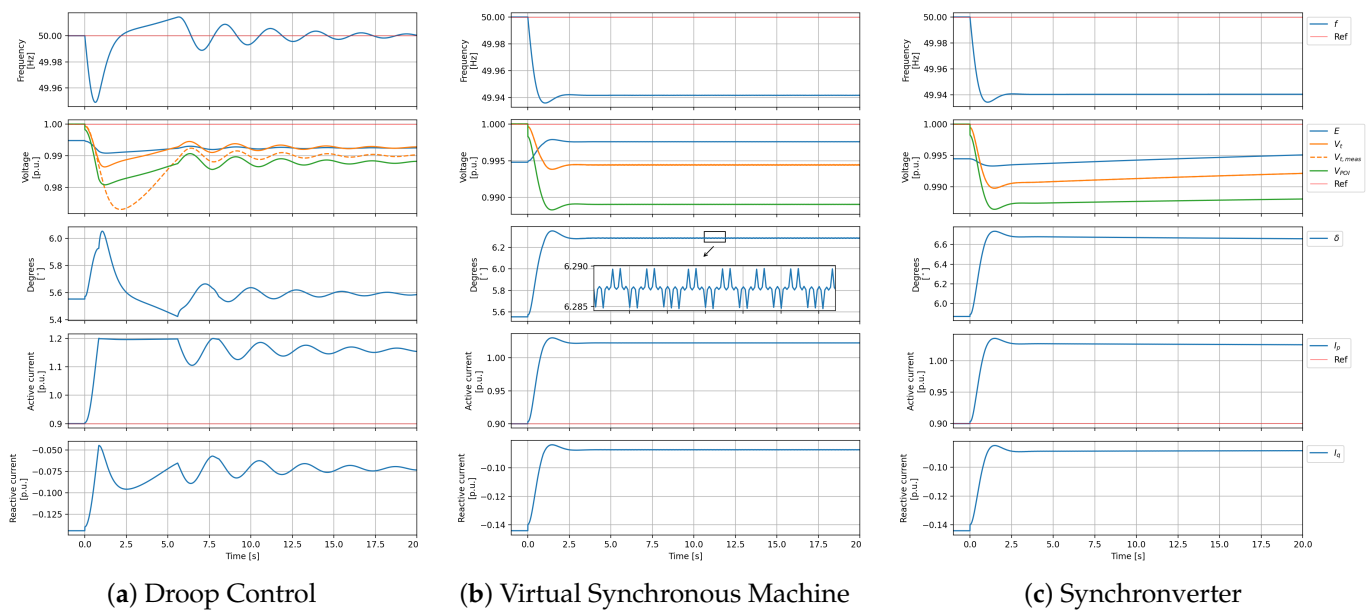 50.00
49.98
49.96
Frequency
[Hz]
1.00
0.99
0.98
Voltage
[p.u.]
6.0
5.8
5.6
5.4
Degrees
[°]
1.2
1.1
1.0
0.9
Active current
[p.u.]
−0.050
−0.075
−0.100
−0.125
Reactive current
[p.u.]
0.0 2.5 5.0 7.5 10.0 12.5 15.0 17.5 20.0
Time [s]
(a) Droop Control
50.00
49.98
49.96
49.94
Frequency
[Hz]
1.000
0.995
0.990
Voltage
[p.u.]
6.2
6.0
5.8
5.6
Degrees
[°]
6.290
6.285
1.00
0.95
0.90
Active current
[p.u.]
−0.10
−0.12
−0.14
Reactive current
[p.u.]
0.0 2.5 5.0 7.5 10.0 12.5 15.0 17.5 20.0
Time [s]
(b) Virtual Synchronous Machine
50.00
49.98
49.96
49.94
Frequency
[Hz]
f
Ref
1.000
0.995
0.990
Voltage
[p.u.]
E
Vt
Vt, meas
VPOI
Ref
6.6
6.4
6.2
6.0
Degrees
[°]
δ
1.00
0.95
0.90
Active current
[p.u.]
Ip
Ref
−0.10
−0.12
−0.14
Reactive current
[p.u.]
Iq
0.0 2.5 5.0 7.5 10.0 12.5 15.0 17.5 20.0
Time [s]
(c) Synchronverter